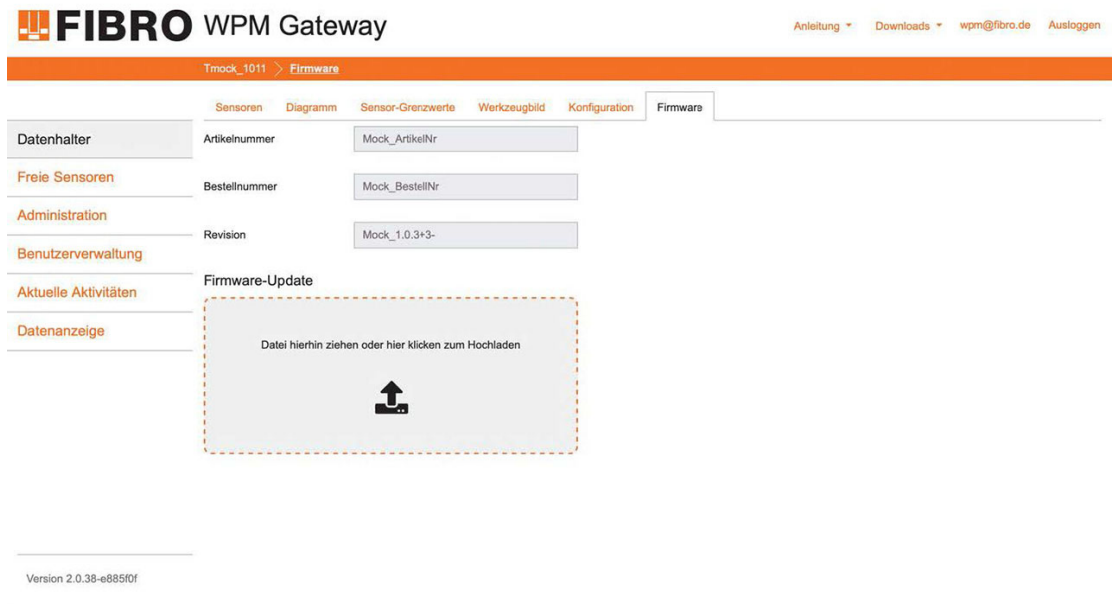 FIBRO WPM Gateway
Anleitung Downloads wpm@fibro.de Ausloggen
Tmock_1011 Firmware
Sensoren Diagramm Sensor-Grenzwerte Werkzeugbild Konfiguration Firmware
Datenhalter
Freie Sensoren
Administration
Benutzerverwaltung
Aktuelle Aktivitäten
Datenanzeige
Artikelnummer Mock_ArtikelNr
Bestellnummer Mock_BestellNr
Revision Mock_1.0.3+3-
Firmware-Update
Datei hierhin ziehen oder hier klicken zum Hochladen
Version 2.0.38-e885f0f